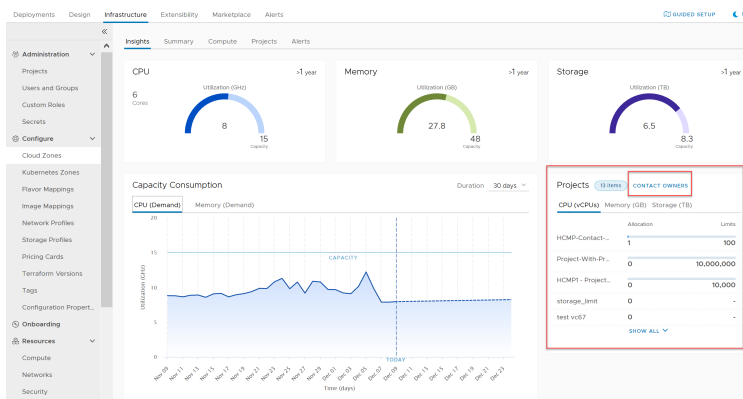 Deployments Design Infrastructure Extensibility Marketplace Alerts
GUIDED SETUP
Insights Summary Compute Projects Alerts
Administration
Projects
Users and Groups
Custom Roles
Secrets
Configure
Cloud Zones
Kubernetes Zones
Flavor Mappings
Image Mappings
Network Profiles
Storage Profiles
Pricing Cards
Terraform Versions
Tags
Configuration Propert...
Onboarding
Resources
Compute
Networks
Security
CPU >1 year
6
Cores
Utilization (GHz)
8
15
Capacity
Memory >1 year
Utilization (GB)
27.8
48
Capacity
Storage >1 year
Utilization (TB)
6.5
8.3
Capacity
Capacity Consumption
Duration 30 days
CPU (Demand) Memory (Demand)
Utilization (GHz)
20
15
10
5
0
CAPACITY
TODAY
Nov 09 Nov 11 Nov 13 Nov 15 Nov 17 Nov 19 Nov 21 Nov 23 Nov 25 Nov 27 Nov 29 Dec 01 Dec 03 Dec 05 Dec 07 Dec 09 Dec 11 Dec 13 Dec 15 Dec 17 Dec 19 Dec 21 Dec 23
Time (days)
Projects 13 items CONTACT OWNERS
CPU (vCPUs) Memory (GB) Storage (TB)
Allocation Limits
HCMP-Contact-... 1 100
Project-With-Pr... 0 10,000,000
HCMP1 - Project... 0 10,000
storage_limit 0 -
test vc67 0 -
SHOW ALL